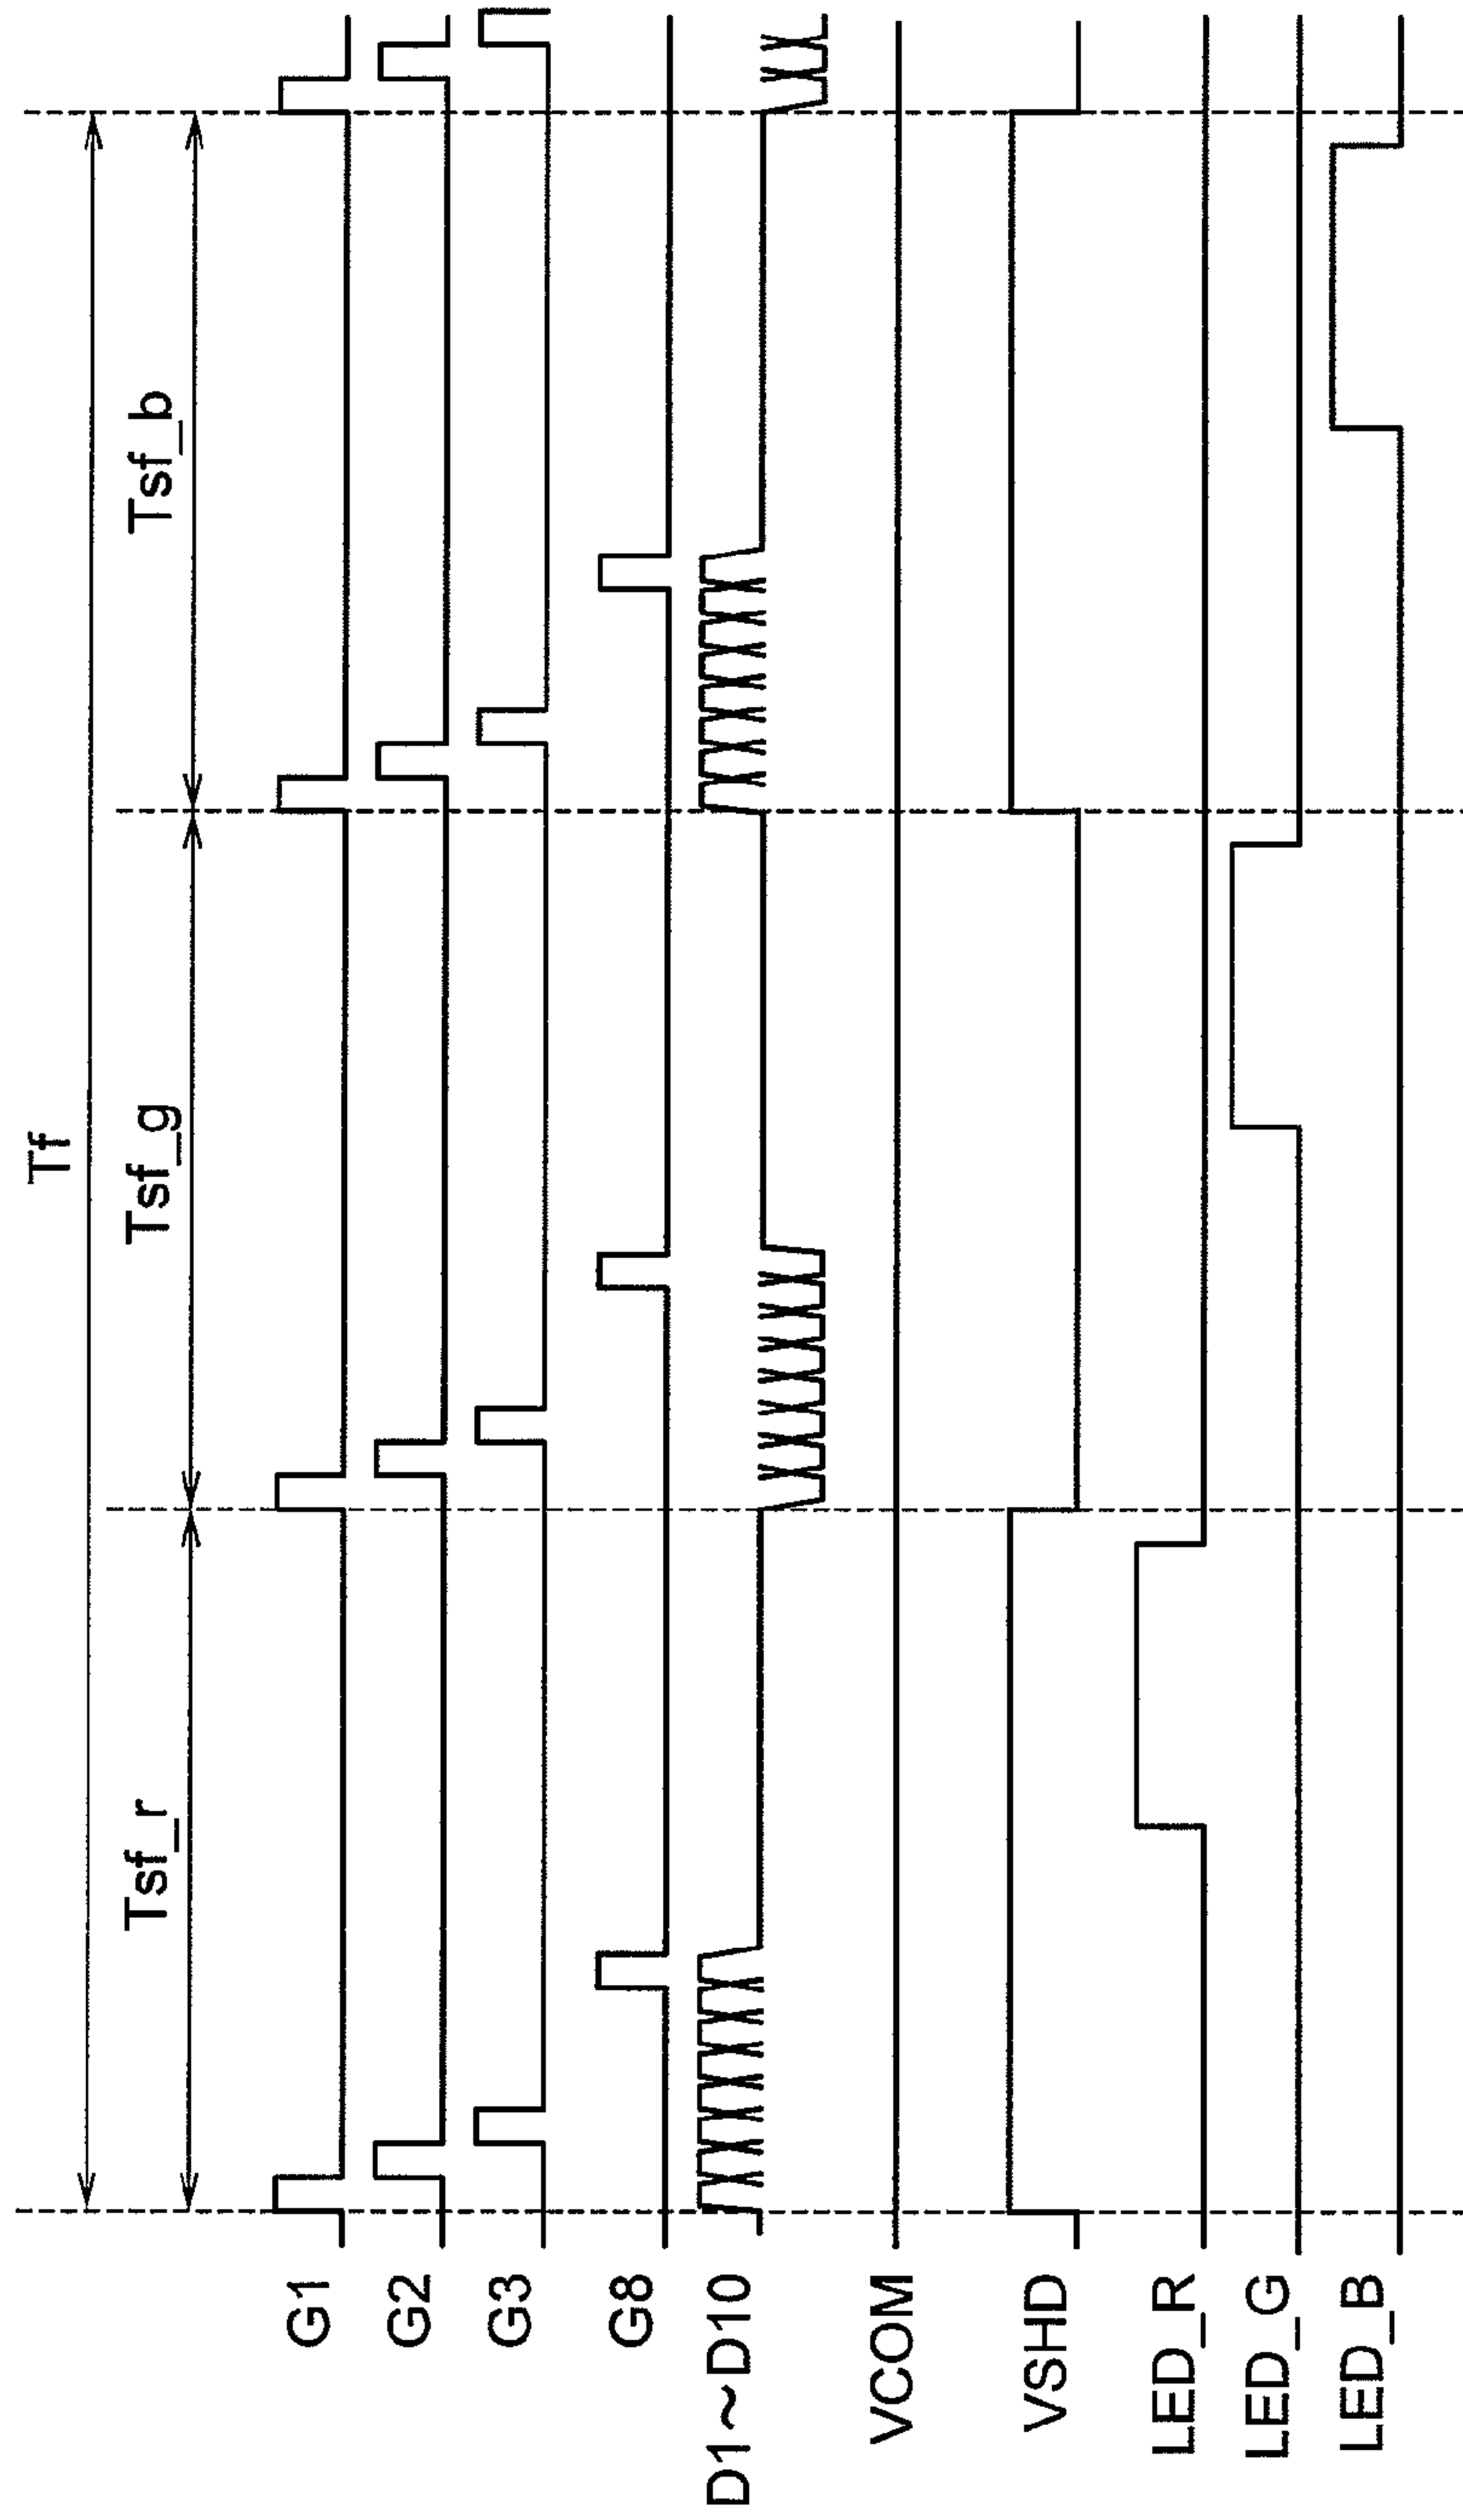 Tf
Tsf_r
Tsf_g
Tsf_b
G1
G2
G3
G8
D1~D10
VCOM
VSHD
LED_R
LED_G
LED_B